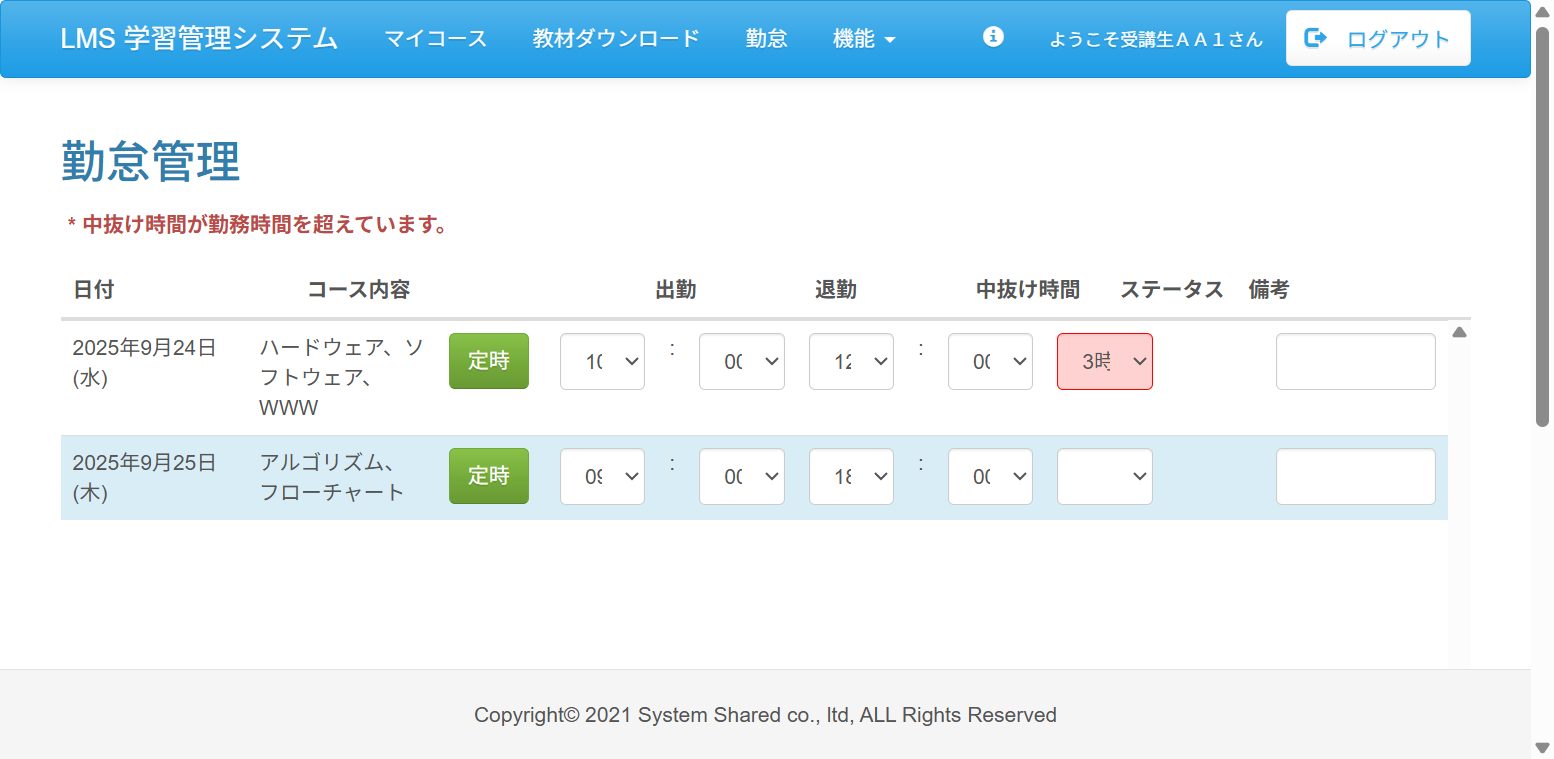 LMS 学習管理システム マイコース 教材ダウンロード 勤怠 機能 ようこそ受講生ＡＡ１さん ログアウト
勤怠管理
* 中抜け時間が勤務時間を超えています。
日付 コース内容 出勤 退勤 中抜け時間 ステータス 備考
2025年9月24日 ハードウェア、ソ 定時 10 : 00 12 : 00 3時
(水) フトウェア、
WWW
2025年9月25日 アルゴリズム、 定時 09 : 00 18 : 00
(木) フローチャート
Copyright© 2021 System Shared co., ltd, ALL Rights Reserved